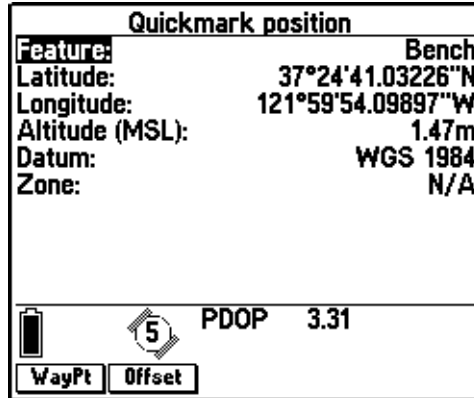 Quickmark position
Feature: Bench
Latitude: 37°24'41.03226"N
Longitude: 121°59'54.09897"W
Altitude (MSL): 1.47m
Datum: WGS 1984
Zone: N/A
5 PDOP 3.31
WayPt Offset